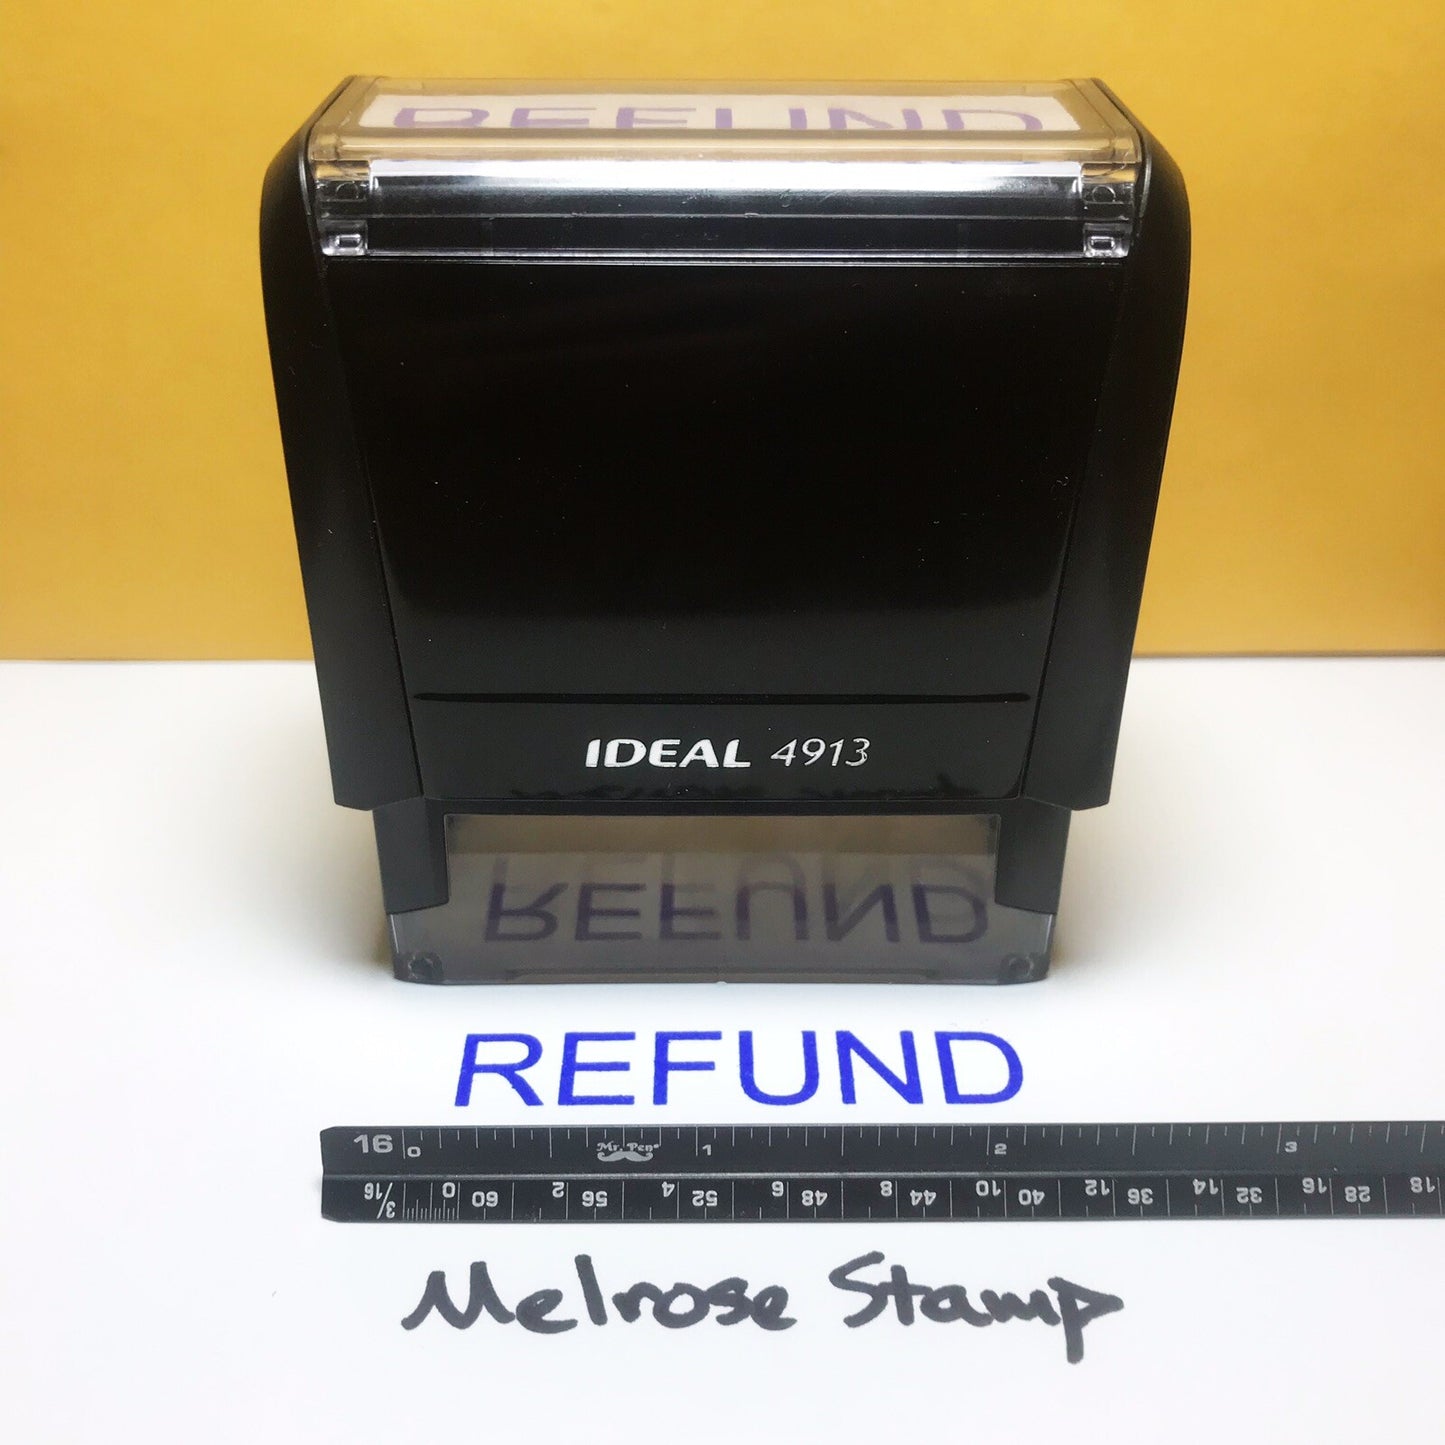 REFUND
IDEAL 4913
REFUND
REFUND
16 0 Mr. Pen® 1 2 3
3/16 0 60 2 56 4 52 6 48 8 44 10 40 12 36 14 32 16 28 18
Melrose Stamp